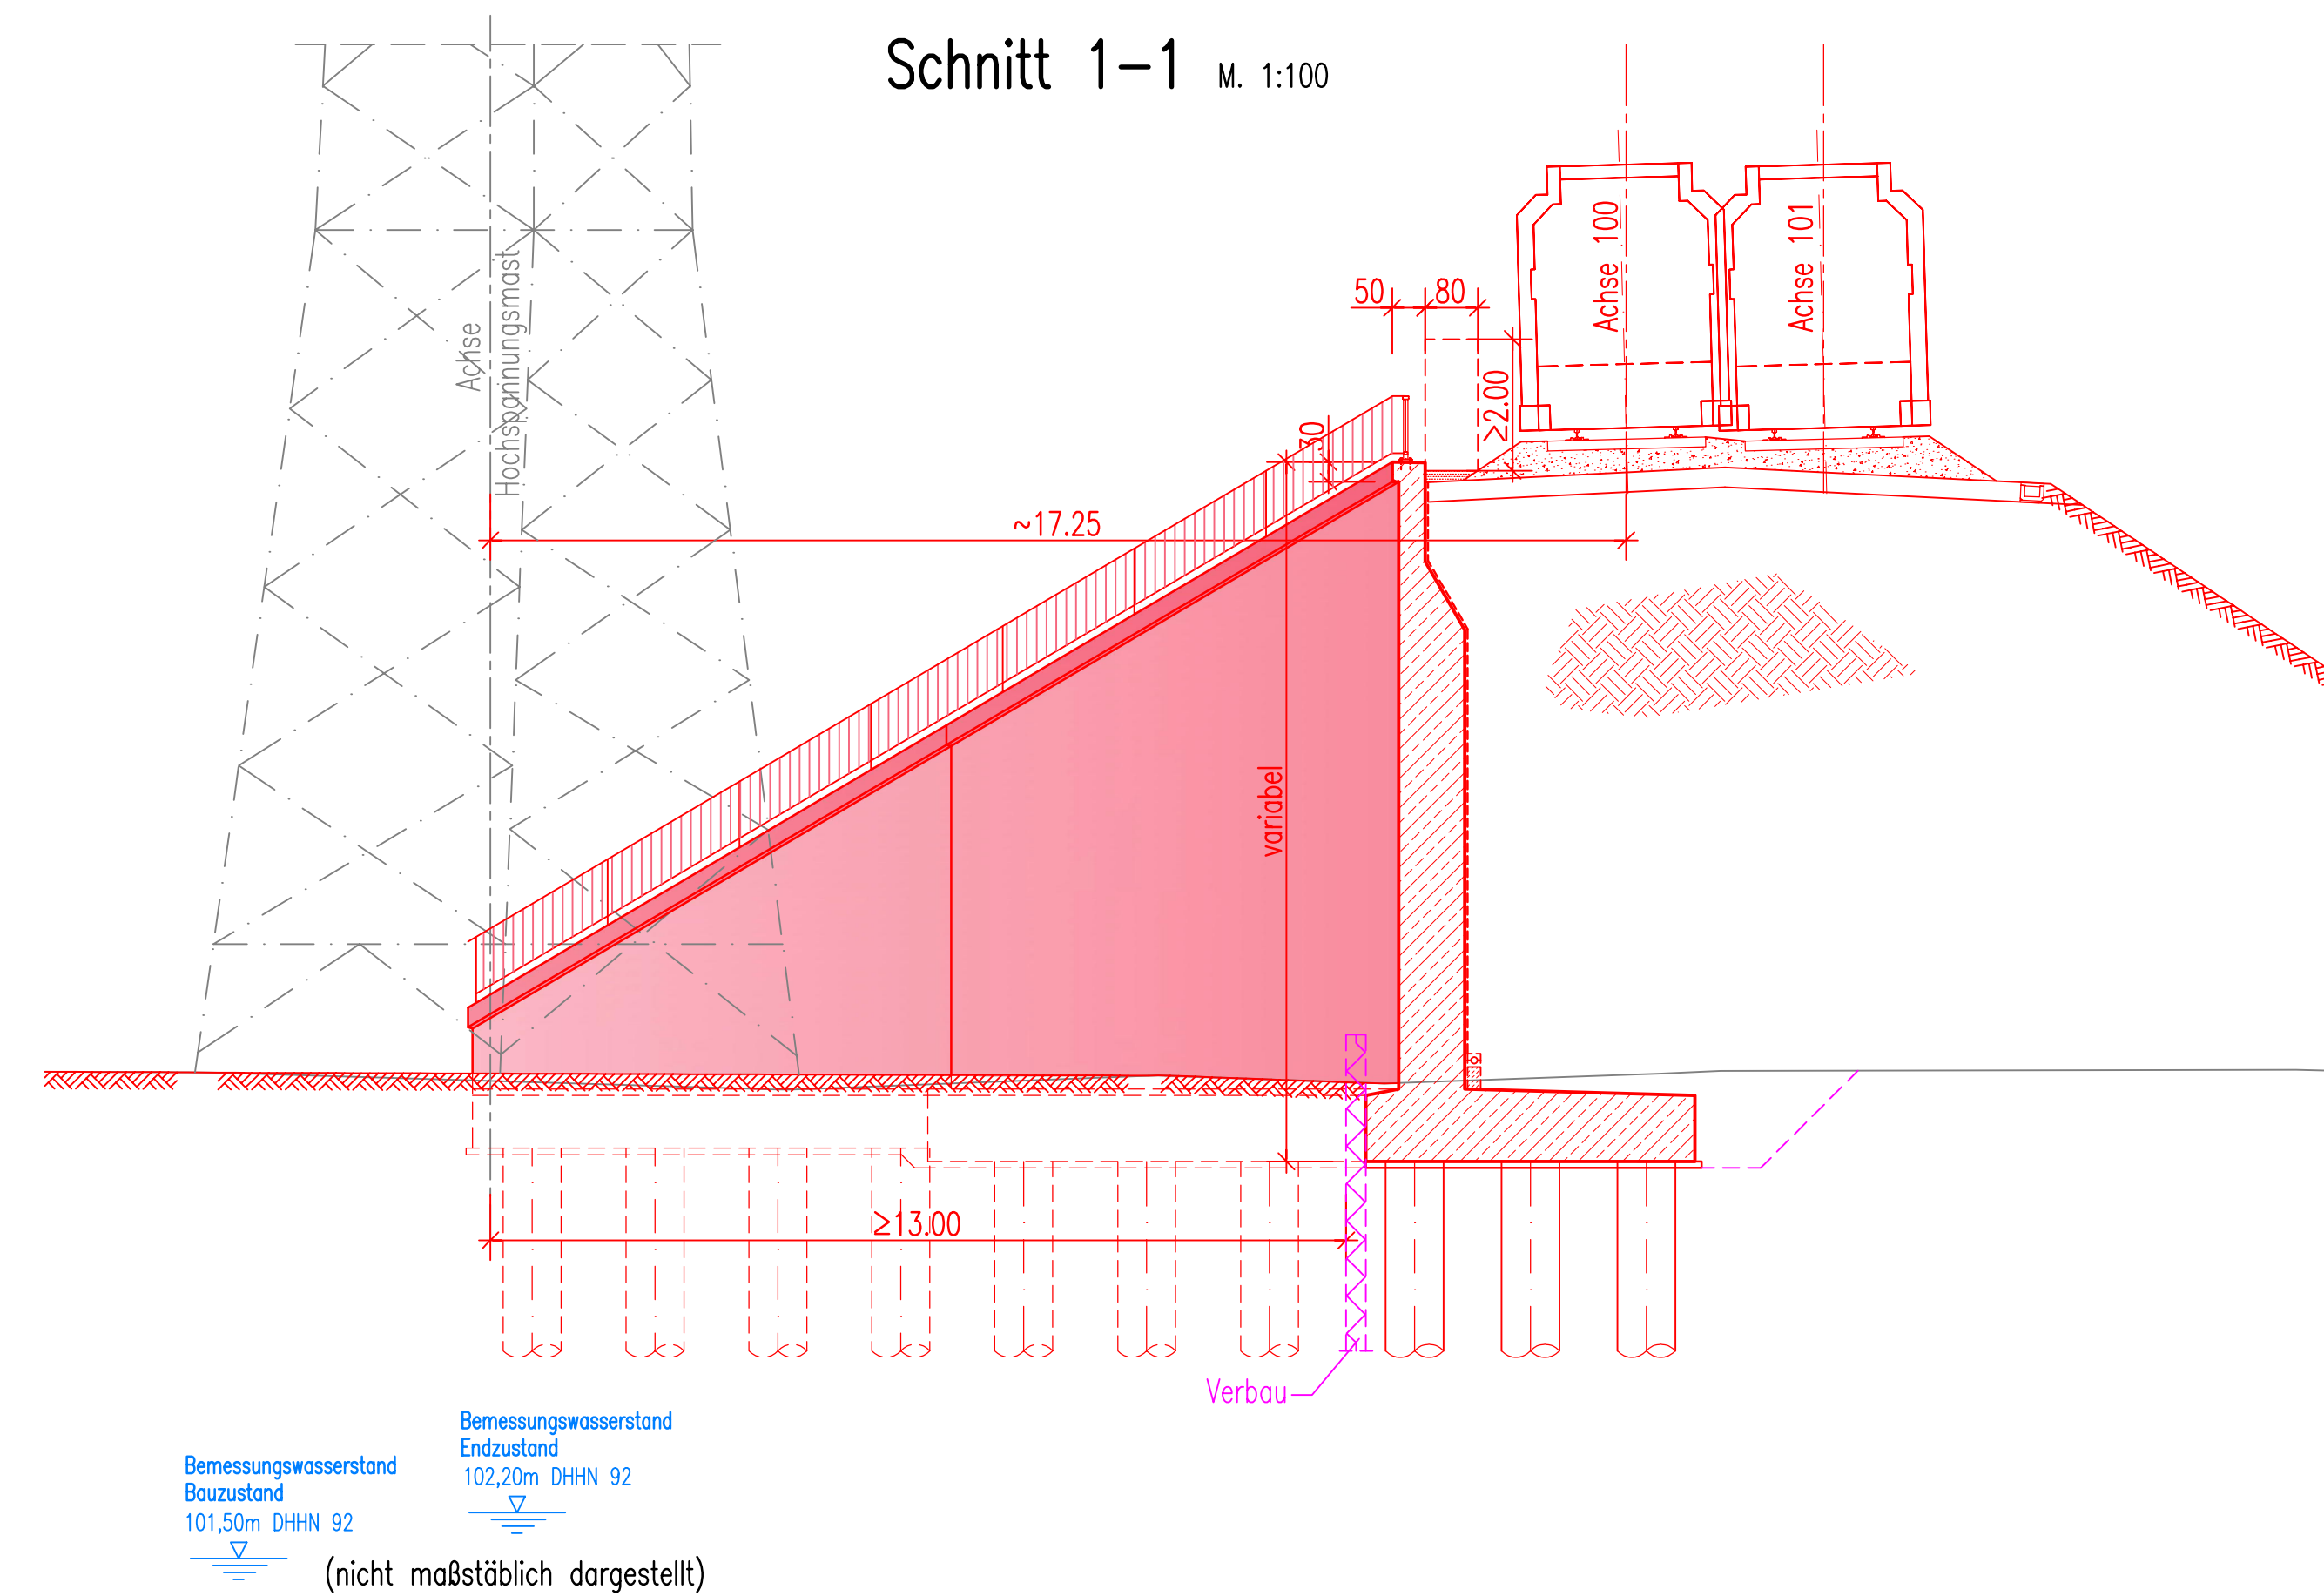 Schnitt 1-1 M. 1:100
Achse
Hochspannungsmast
Achse 100
Achse 101
50
80
≥2.00
30
~17.25
variabel
≥13.00
Verbau
Bemessungswasserstand
Endzustand
102,20m DHHN 92
Bemessungswasserstand
Bauzustand
101,50m DHHN 92
(nicht maßstäblich dargestellt)